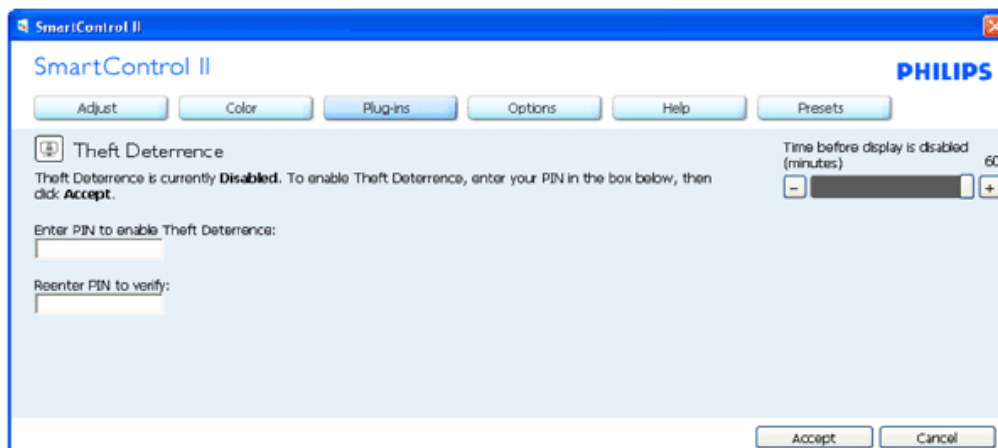 SmartControl II
SmartControl II
PHILIPS
Adjust Color Plug-ins Options Help Presets
Theft Deterrence
Theft Deterrence is currently Disabled. To enable Theft Deterrence, enter your PIN in the box below, then
click Accept.
Time before display is disabled
(minutes) 60
- +
Enter PIN to enable Theft Deterrence:
Reenter PIN to verify:
Accept Cancel